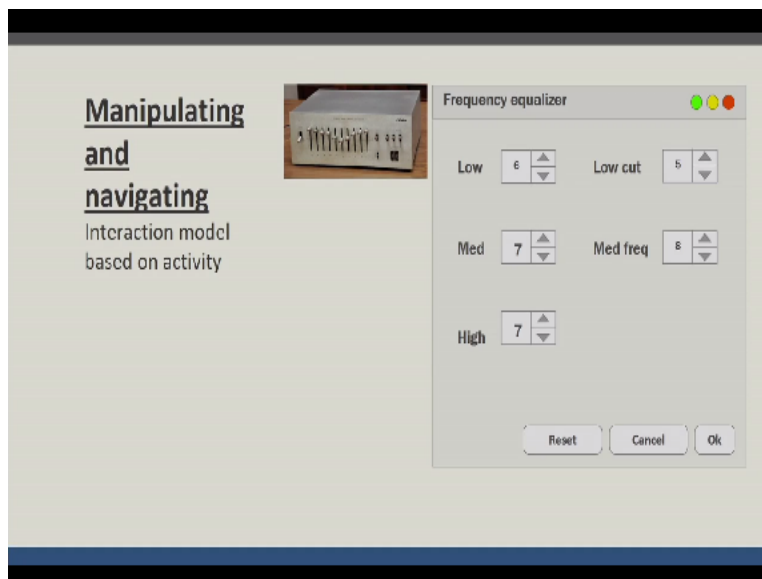 Manipulating
and
navigating
Interaction model
based on activity
Frequency equalizer
Low 6 Low cut 5
Med 7 Med freq 8
High 7
Reset Cancel Ok